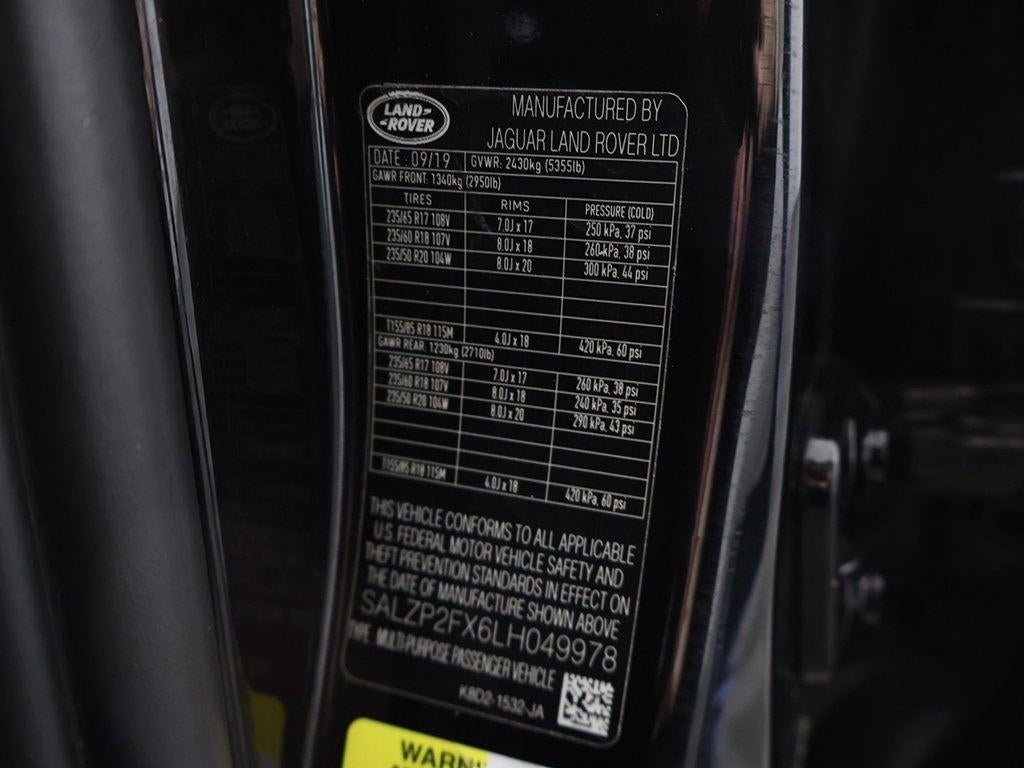 LAND-
-ROVER
MANUFACTURED BY
JAGUAR LAND ROVER LTD
DATE : 09/19 GVWR: 2430kg (5355lb)
GAWR FRONT: 1340kg (2950lb)
TIRES RIMS PRESSURE (COLD)
235/65 R17 108V 7.0J x 17 250 kPa, 37 psi
235/60 R18 107V 8.0J x 18 260 kPa, 38 psi
235/50 R20 104W 8.0J x 20 300 kPa, 44 psi
T155/85 R18 115M 4.0J x 18 420 kPa, 60 psi
GAWR REAR: 1230kg (2710lb)
235/65 R17 108V 7.0J x 17 260 kPa, 38 psi
235/60 R18 107V 8.0J x 18 240 kPa, 35 psi
235/50 R20 104W 8.0J x 20 290 kPa, 43 psi
T155/85 R18 115M 4.0J x 18 420 kPa, 60 psi
THIS VEHICLE CONFORMS TO ALL APPLICABLE
U.S FEDERAL MOTOR VEHICLE SAFETY AND
THEFT PREVENTION STANDARDS IN EFFECT ON
THE DATE OF MANUFACTURE SHOWN ABOVE
SALZP2FX6LH049978
TYPE : MULTI-PURPOSE PASSENGER VEHICLE
K8D2-1532-JA
WARNI